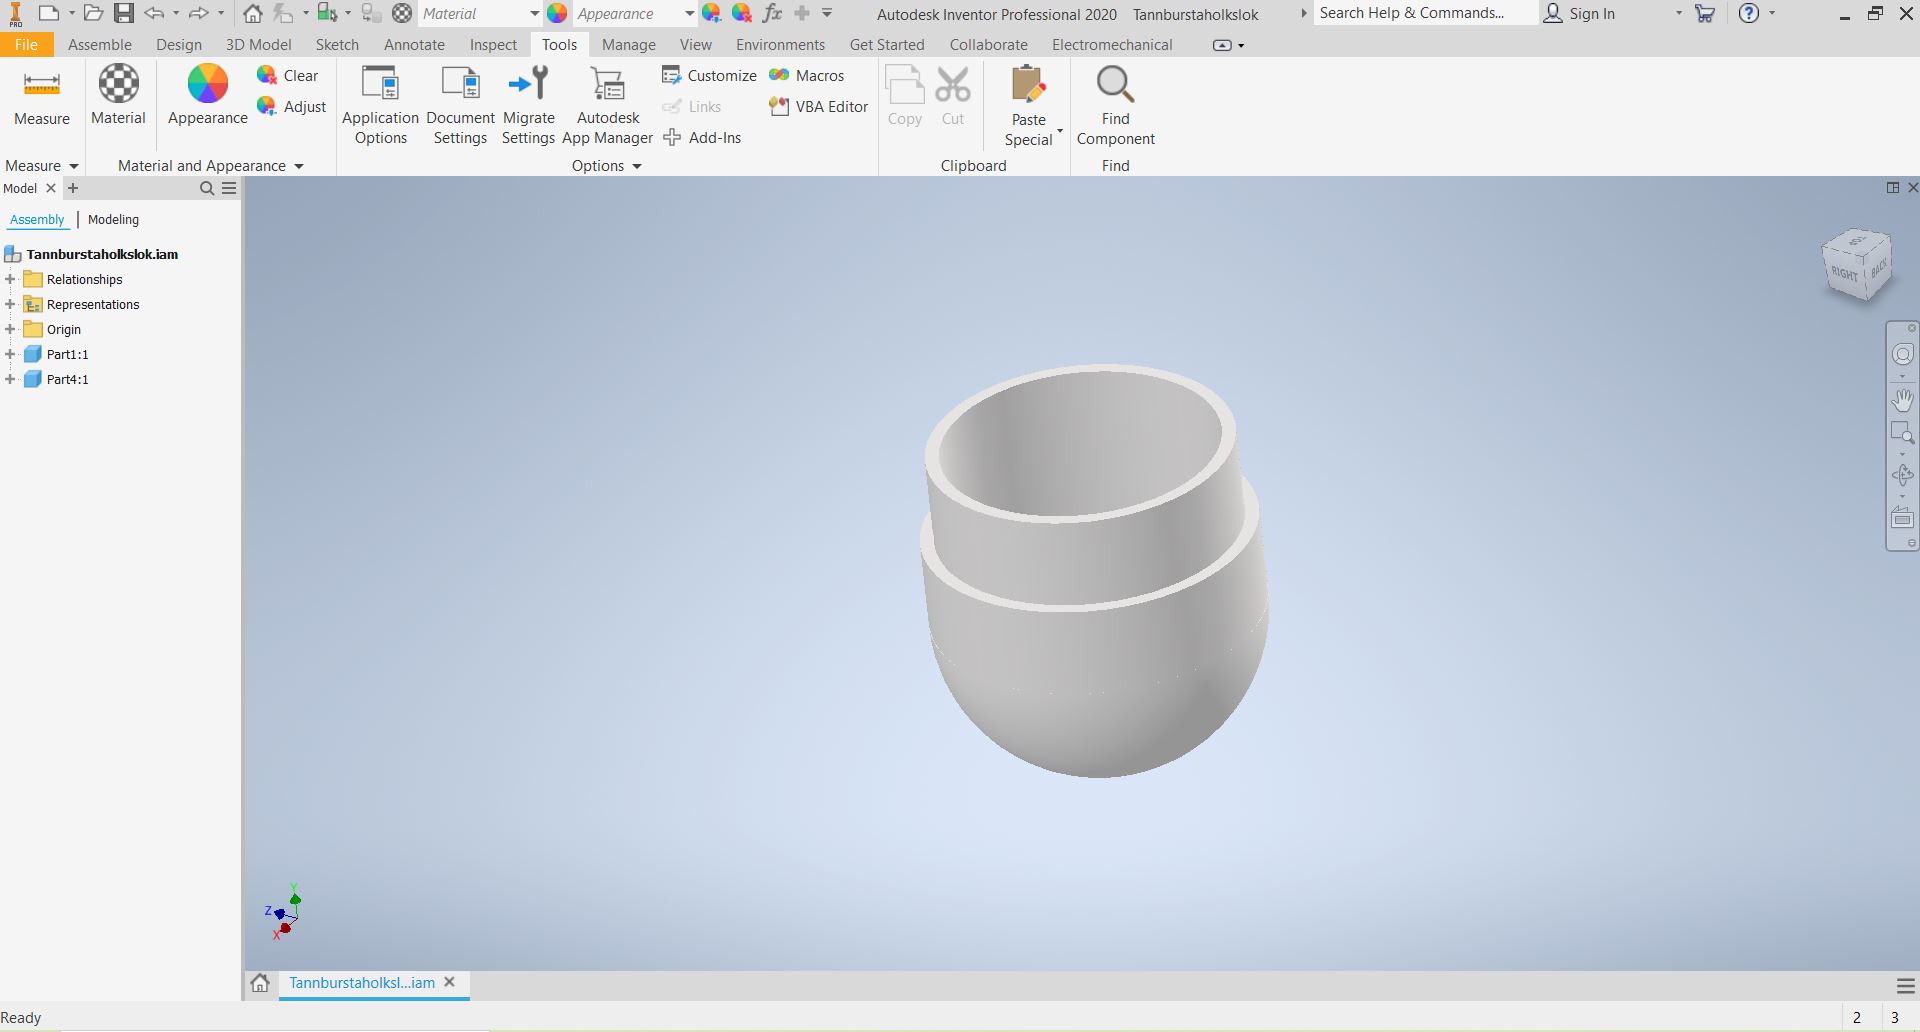 PRO
Material
Appearance
fx
Autodesk Inventor Professional 2020 Tannburstaholkslok
Search Help & Commands...
Sign In
File
Assemble
Design
3D Model
Sketch
Annotate
Inspect
Tools
Manage
View
Environments
Get Started
Collaborate
Electromechanical
Measure
Material
Appearance
Clear
Adjust
Application
Options
Document
Settings
Migrate
Settings
Autodesk
App Manager
Customize
Links
Add-Ins
Macros
VBA Editor
Copy
Cut
Paste
Special
Find
Component
Measure
Material and Appearance
Options
Clipboard
Find
Model
Assembly | Modeling
Tannburstaholkslok.iam
Relationships
Representations
Origin
Part1:1
Part4:1
RIGHT
BACK
Y
Z
X
Tannburstaholksl...iam
Ready
2
3